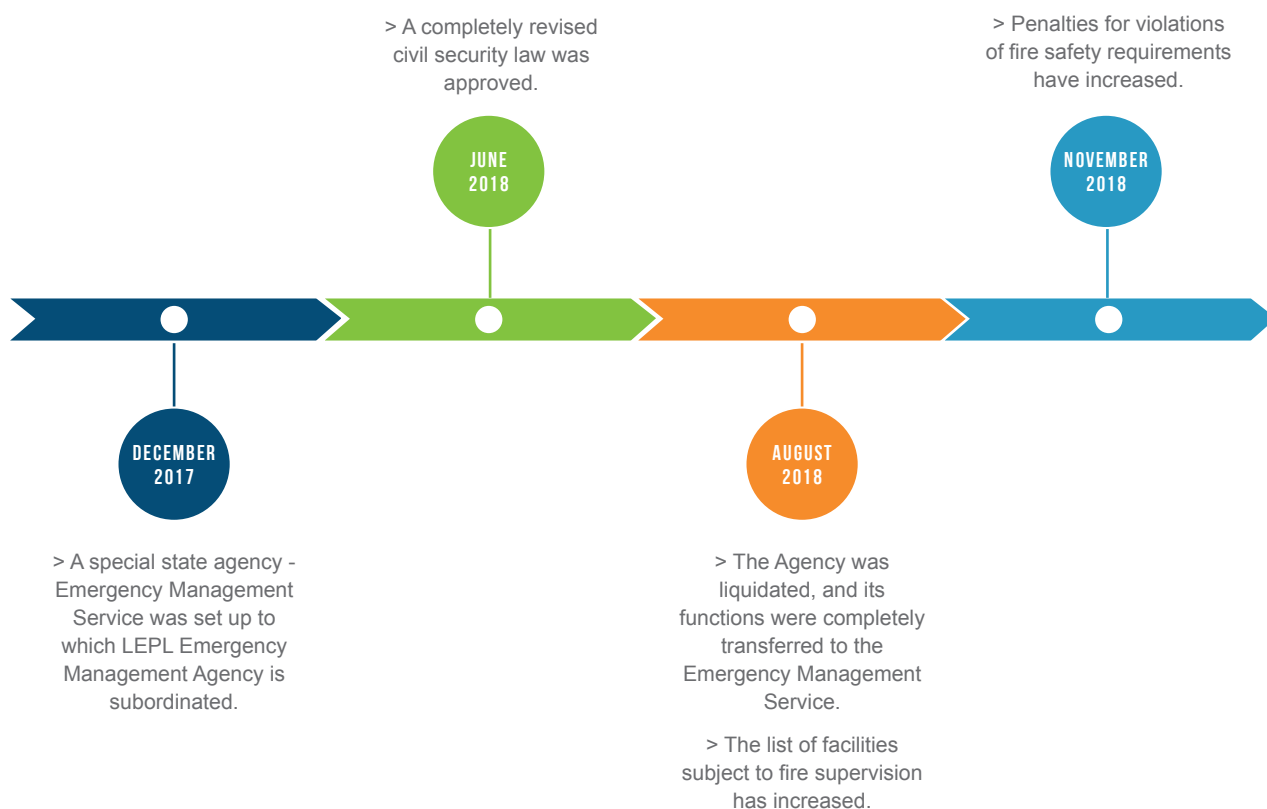 > A completely revised
civil security law was
approved.
> Penalties for violations
of fire safety requirements
have increased.
JUNE
2018
NOVEMBER
2018
DECEMBER
2017
AUGUST
2018
> A special state agency -
Emergency Management
Service was set up to
which LEPL Emergency
Management Agency is
subordinated.
> The Agency was
liquidated, and its
functions were completely
transferred to the
Emergency Management
Service.
> The list of facilities
subject to fire supervision
has increased.